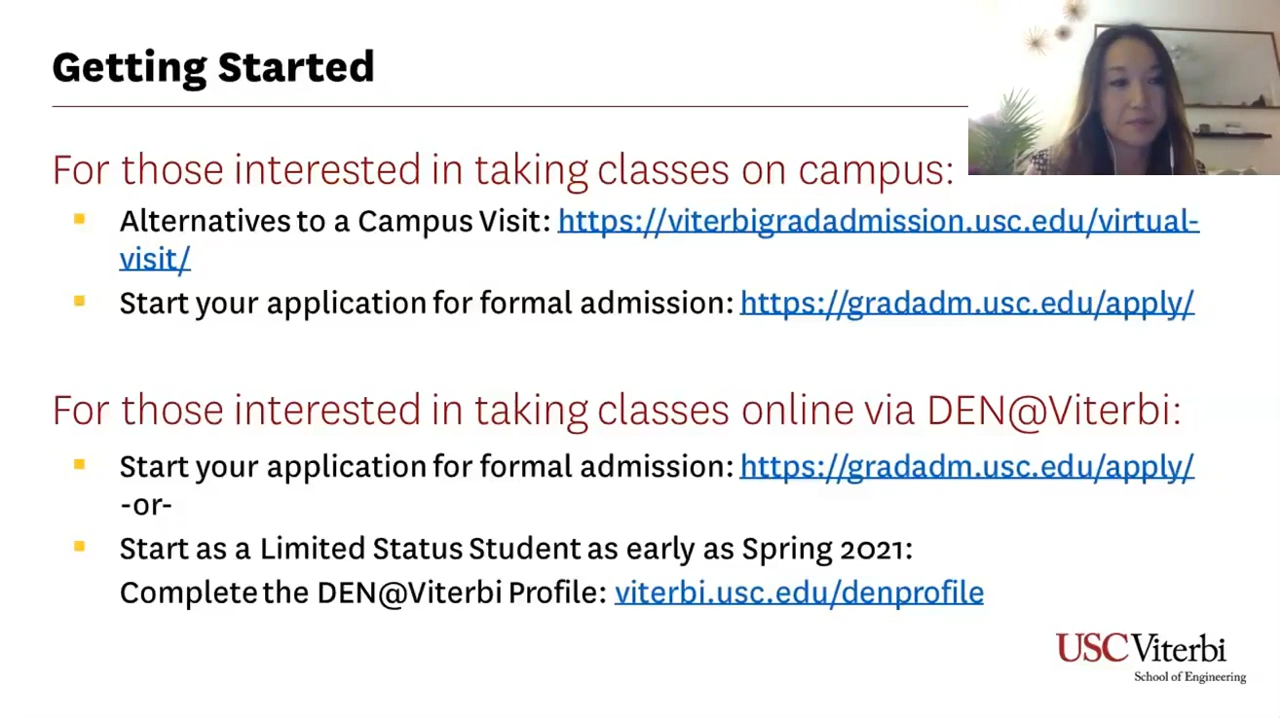 Getting Started
For those interested in taking classes on campus:
Alternatives to a Campus Visit: https://viterbigradadmission.usc.edu/virtual-
visit/
Start your application for formal admission: https://gradadm.usc.edu/apply/
For those interested in taking classes online via DEN@Viterbi:
Start your application for formal admission: https://gradadm.usc.edu/apply/
-or-
Start as a Limited Status Student as early as Spring 2021:
Complete the DEN@Viterbi Profile: viterbi.usc.edu/denprofile
USC Viterbi
School of Engineering